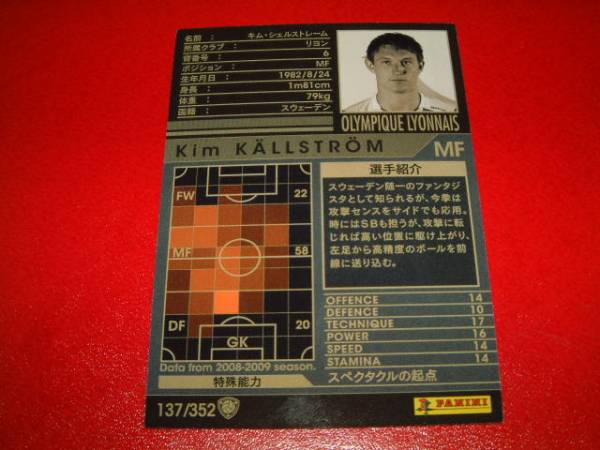 名前 : キム・シェルストレーム
所属クラブ : リヨン
背番号 : 6
ポジション : MF
生年月日 : 1982/8/24
身長 : 1m81cm
体重 : 79kg
国籍 : スウェーデン
OLYMPIQUE LYONNAIS
Kim KÄLLSTRÖM MF
FW 22
MF 58
DF 20
GK
Data from 2008-2009 season.
選手紹介
スウェーデン随一のファンタジ
スタとして知られるが、今季は
攻撃センスをサイドでも応用。
時にはSBも担うが、攻撃に転
じれば高い位置に駆け上がり、
左足から高精度のボールを前
線に送り込む。
OFFENCE 14
DEFENCE 10
TECHNIQUE 17
POWER 16
SPEED 14
STAMINA 14
特殊能力 スペクタクルの起点
137/352
PANINI